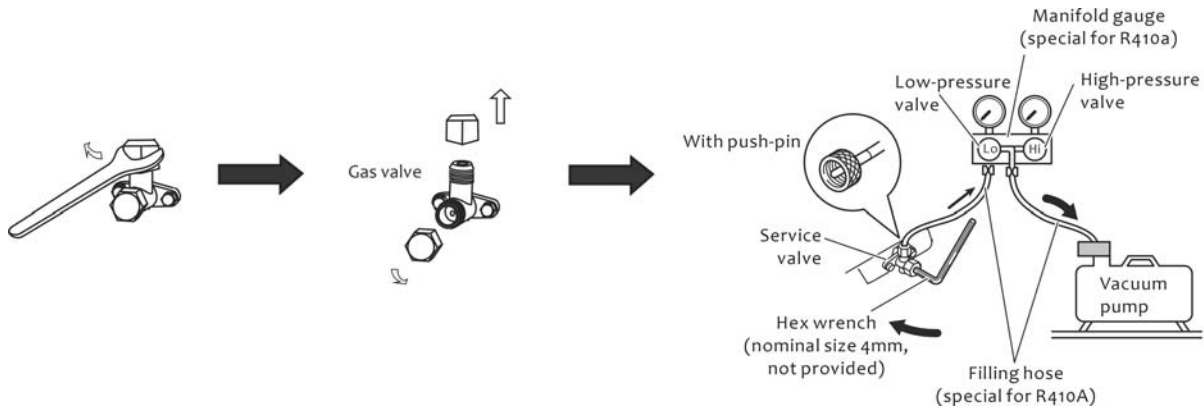 Manifold gauge
(special for R410a)
Low-pressure
valve
High-pressure
valve
With push-pin
Lo
Hi
Gas valve
Service
valve
Vacuum
pump
Hex wrench
(nominal size 4mm,
not provided)
Filling hose
(special for R410A)